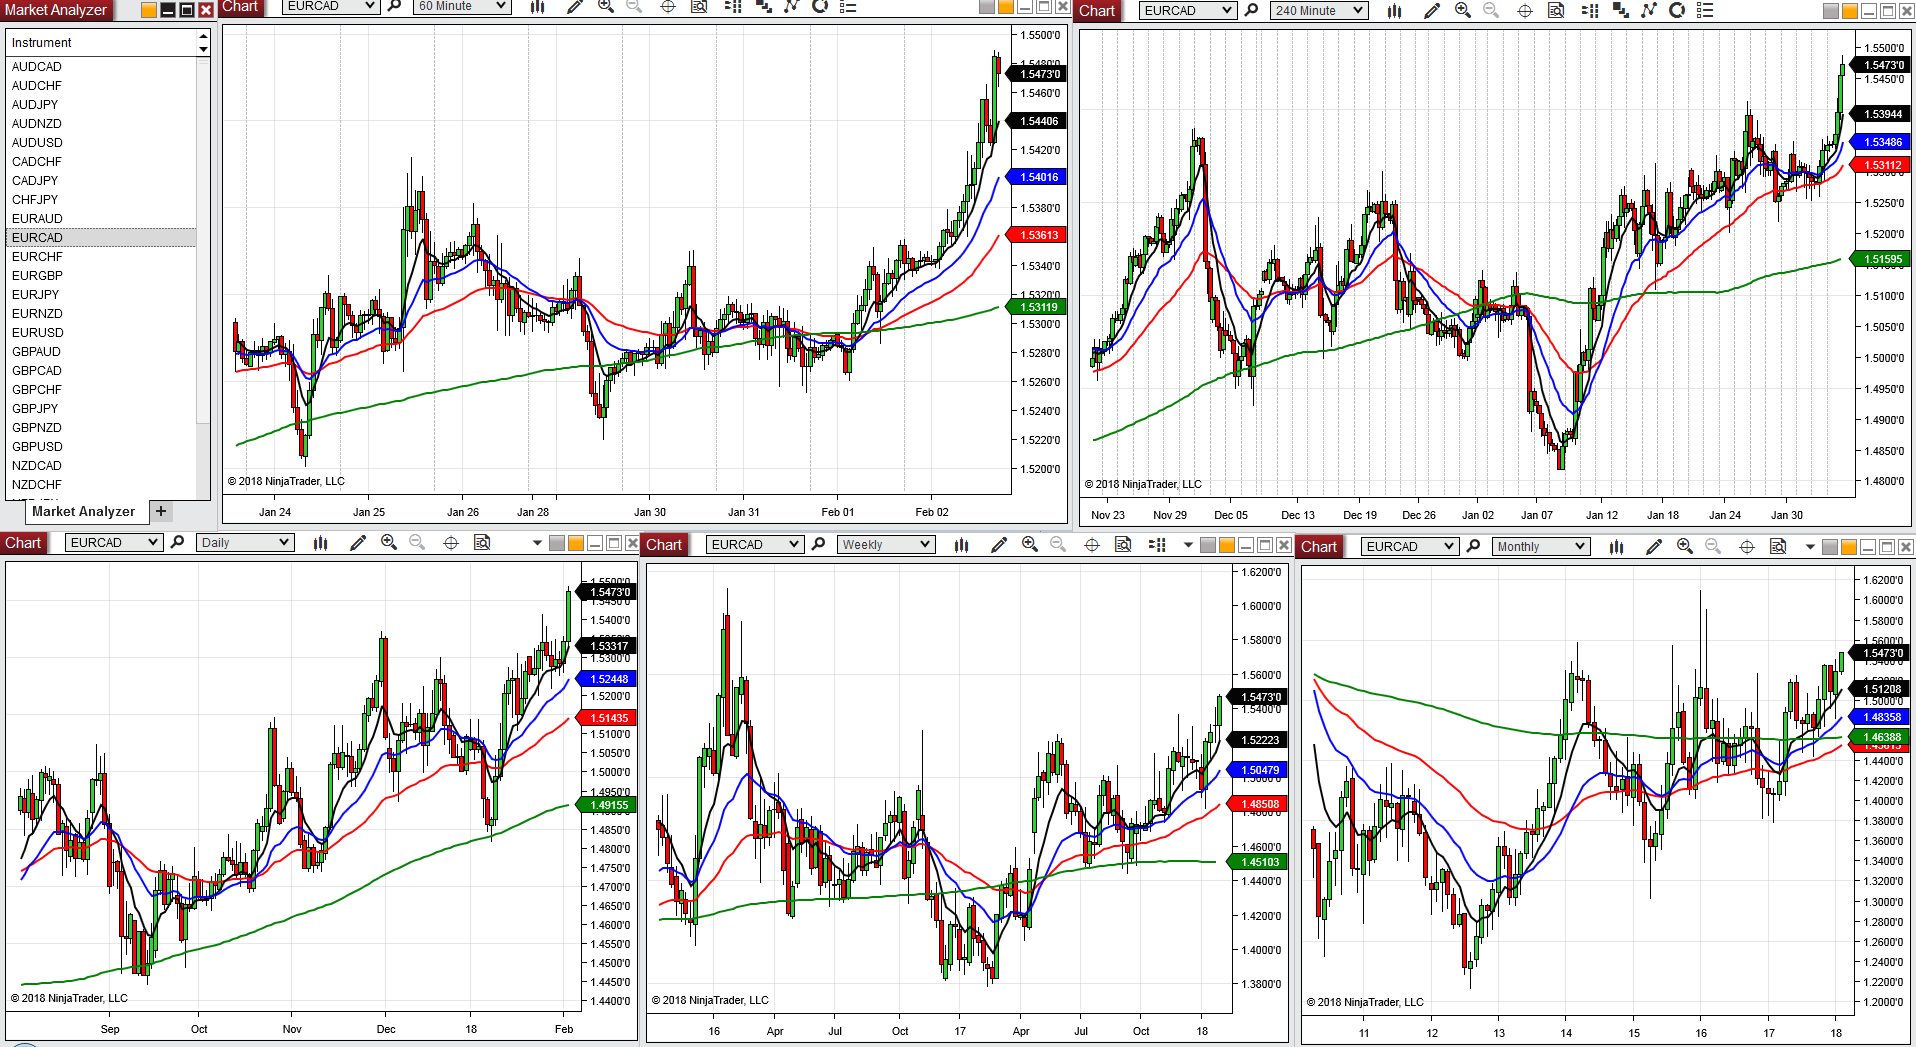 Market Analyzer
Instrument
AUDCAD
AUDCHF
AUDJPY
AUDNZD
AUDUSD
CADCHF
CADJPY
CHFJPY
EURAUD
EURCAD
EURCHF
EURGBP
EURJPY
EURNZD
EURUSD
GBPAUD
GBPCAD
GBPCHF
GBPJPY
GBPNZD
GBPUSD
NZDCAD
NZDCHF
Market Analyzer +
Chart EURCAD 60 Minute
1.5500'0
1.5473'0
1.5460'0
1.54406
1.5420'0
1.54016
1.5380'0
1.53613
1.5340'0
1.5320'0
1.53119
1.5300'0
1.5280'0
1.5260'0
1.5240'0
1.5220'0
1.5200'0
© 2018 NinjaTrader, LLC
Jan 24 Jan 25 Jan 26 Jan 28 Jan 30 Jan 31 Feb 01 Feb 02
Chart EURCAD 240 Minute
1.5500'0
1.5473'0
1.5450'0
1.53944
1.53486
1.53112
1.5250'0
1.5200'0
1.51595
1.5100'0
1.5050'0
1.5000'0
1.4950'0
1.4900'0
1.4850'0
1.4800'0
© 2018 NinjaTrader, LLC
Nov 23 Nov 29 Dec 05 Dec 13 Dec 19 Dec 26 Jan 02 Jan 07 Jan 12 Jan 18 Jan 24 Jan 30
Chart EURCAD Daily
1.5473'0
1.5400'0
1.53317
1.5300'0
1.52448
1.5200'0
1.51435
1.5100'0
1.5050'0
1.5000'0
1.4950'0
1.49155
1.4850'0
1.4800'0
1.4750'0
1.4700'0
1.4650'0
1.4600'0
1.4550'0
1.4500'0
1.4450'0
1.4400'0
© 2018 NinjaTrader, LLC
Sep Oct Nov Dec 18 Feb
Chart EURCAD Weekly
1.6200'0
1.6000'0
1.5800'0
1.5600'0
1.5473'0
1.5400'0
1.52223
1.50479
1.48508
1.4600'0
1.45103
1.4400'0
1.4200'0
1.4000'0
1.3800'0
© 2018 NinjaTrader, LLC
16 Apr Jul Oct 17 Apr Jul Oct 18
Chart EURCAD Monthly
1.6200'0
1.6000'0
1.5800'0
1.5600'0
1.5473'0
1.51208
1.5000'0
1.48358
1.46388
1.4400'0
1.4200'0
1.4000'0
1.3800'0
1.3600'0
1.3400'0
1.3200'0
1.3000'0
1.2800'0
1.2600'0
1.2400'0
1.2200'0
1.2000'0
© 2018 NinjaTrader, LLC
11 12 13 14 15 16 17 18